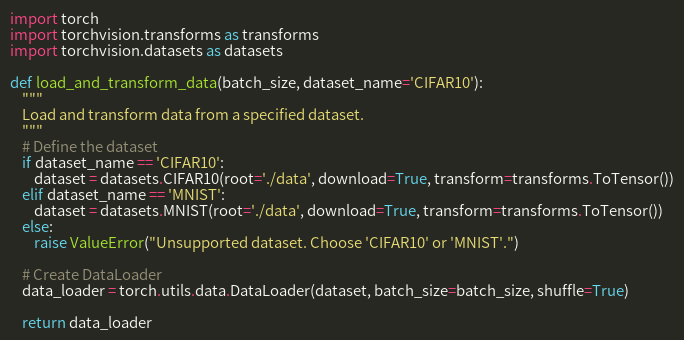 import torch
import torchvision.transforms as transforms
import torchvision.datasets as datasets
def load_and_transform_data(batch_size, dataset_name='CIFAR10'):
"""
Load and transform data from a specified dataset.
"""
# Define the dataset
if dataset_name == 'CIFAR10':
dataset = datasets.CIFAR10(root='./data', download=True, transform=transforms.ToTensor())
elif dataset_name == 'MNIST':
dataset = datasets.MNIST(root='./data', download=True, transform=transforms.ToTensor())
else:
raise ValueError("Unsupported dataset. Choose 'CIFAR10' or 'MNIST'.")
# Create DataLoader
data_loader = torch.utils.data.DataLoader(dataset, batch_size=batch_size, shuffle=True)
return data_loader